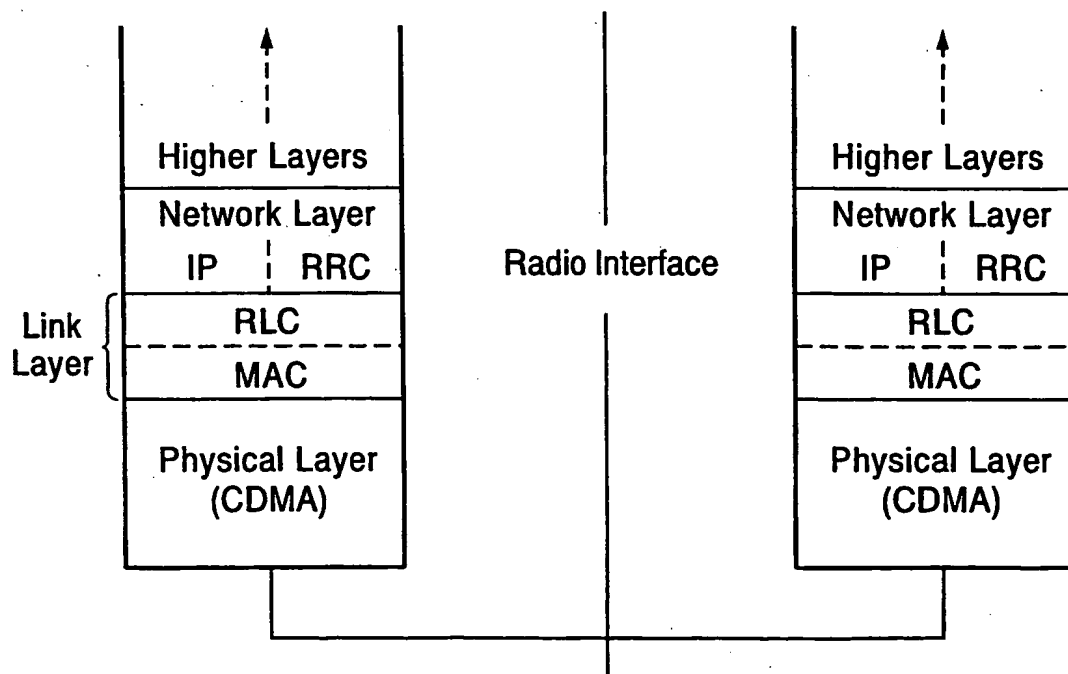 Higher Layers
Network Layer
IP RRC
Link
Layer
RLC
MAC
Physical Layer
(CDMA)
Radio Interface
Higher Layers
Network Layer
IP RRC
RLC
MAC
Physical Layer
(CDMA)